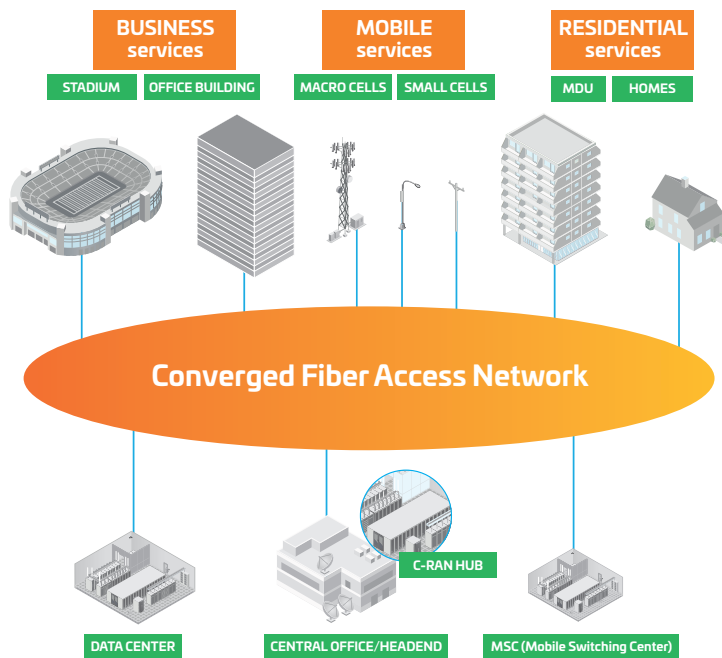 BUSINESS
services
MOBILE
services
RESIDENTIAL
services
STADIUM
OFFICE BUILDING
MACRO CELLS
SMALL CELLS
MDU
HOMES
Converged Fiber Access Network
C-RAN HUB
DATA CENTER
CENTRAL OFFICE/HEADEND
MSC (Mobile Switching Center)